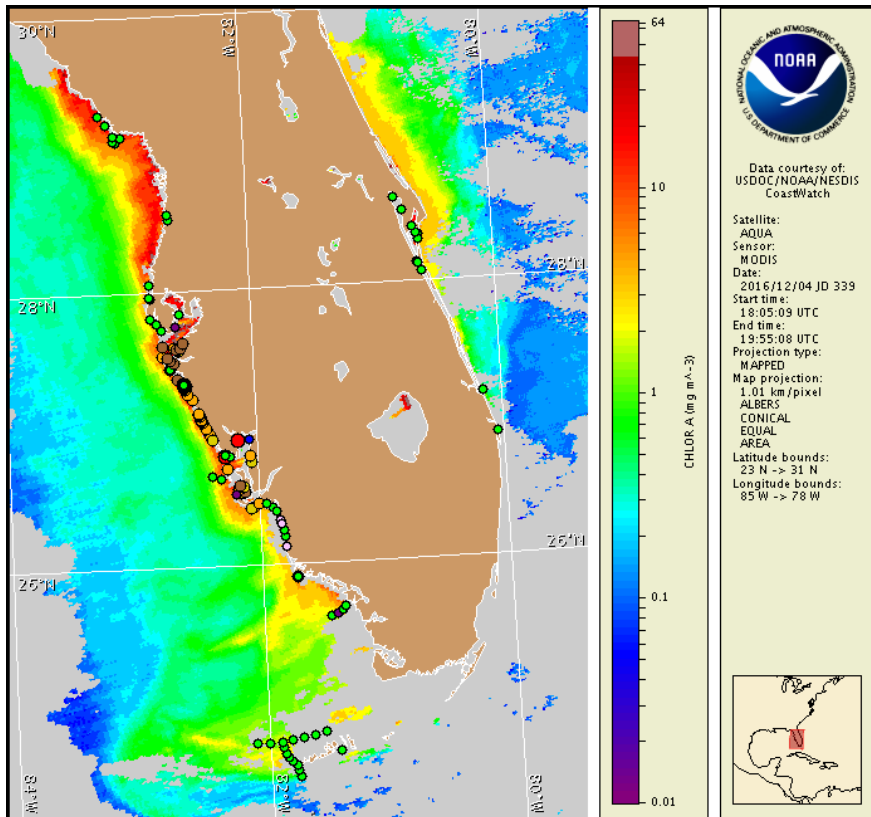 30°N
82°W
80°W
28°N
28°N
26°N
26°N
84°W
82°W
80°W
64
10
1
0.1
0.01
CHLOR A (mg m^-3)
NATIONAL OCEANIC AND ATMOSPHERIC ADMINISTRATION
NOAA
U.S. DEPARTMENT OF COMMERCE
Data courtesy of:
USDOC/NOAA/NESDIS
CoastWatch
Satellite:
AQUA
Sensor:
MODIS
Date:
2016/12/04 JD 339
Start time:
18:05:09 UTC
End time:
19:55:08 UTC
Projection type:
MAPPED
Map projection:
1.01 km/pixel
ALBERS
CONICAL
EQUAL
AREA
Latitude bounds:
23 N -> 31 N
Longitude bounds:
85 W -> 78 W